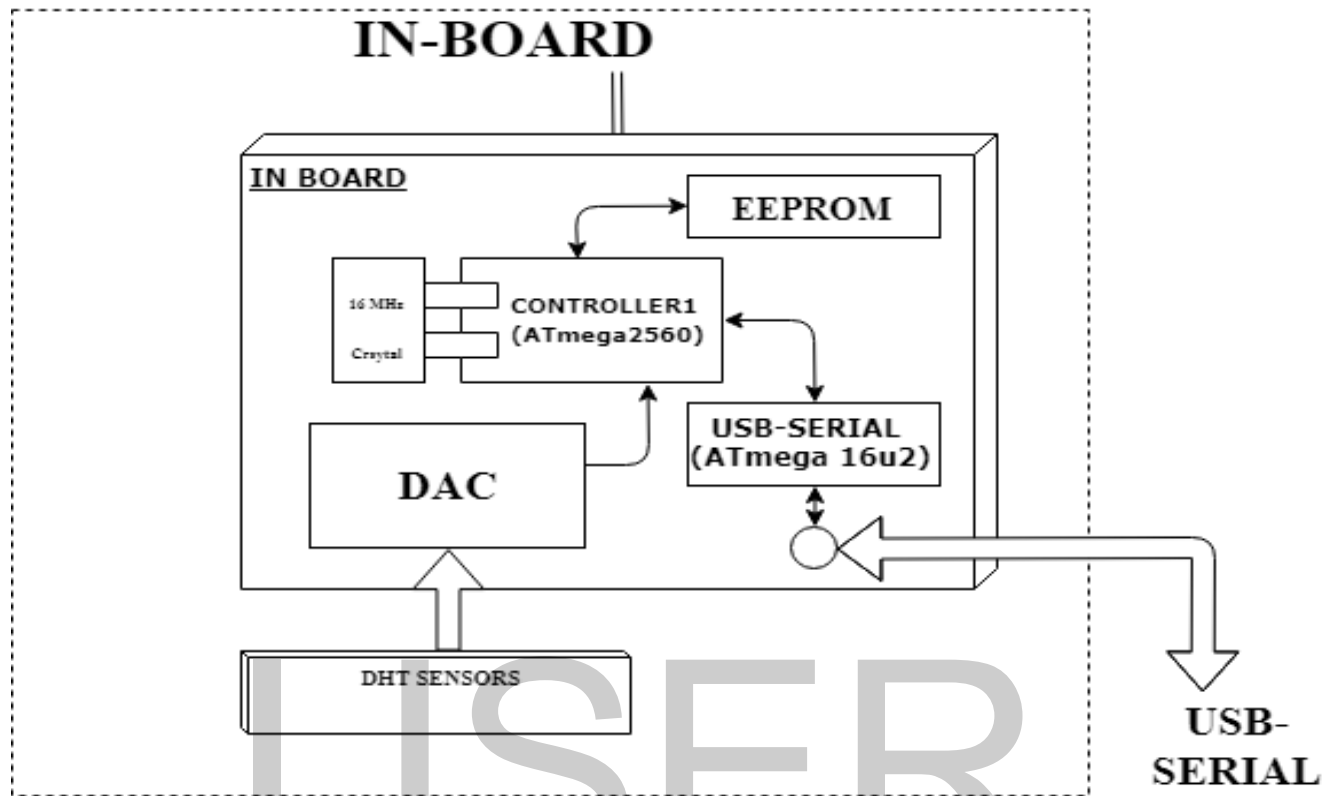 IN-BOARD
IN BOARD
EEPROM
16 MHz
Crsytal
CONTROLLER1
(ATmega2560)
USB-SERIAL
(ATmega 16u2)
DAC
DHT SENSORS
USB-
SERIAL